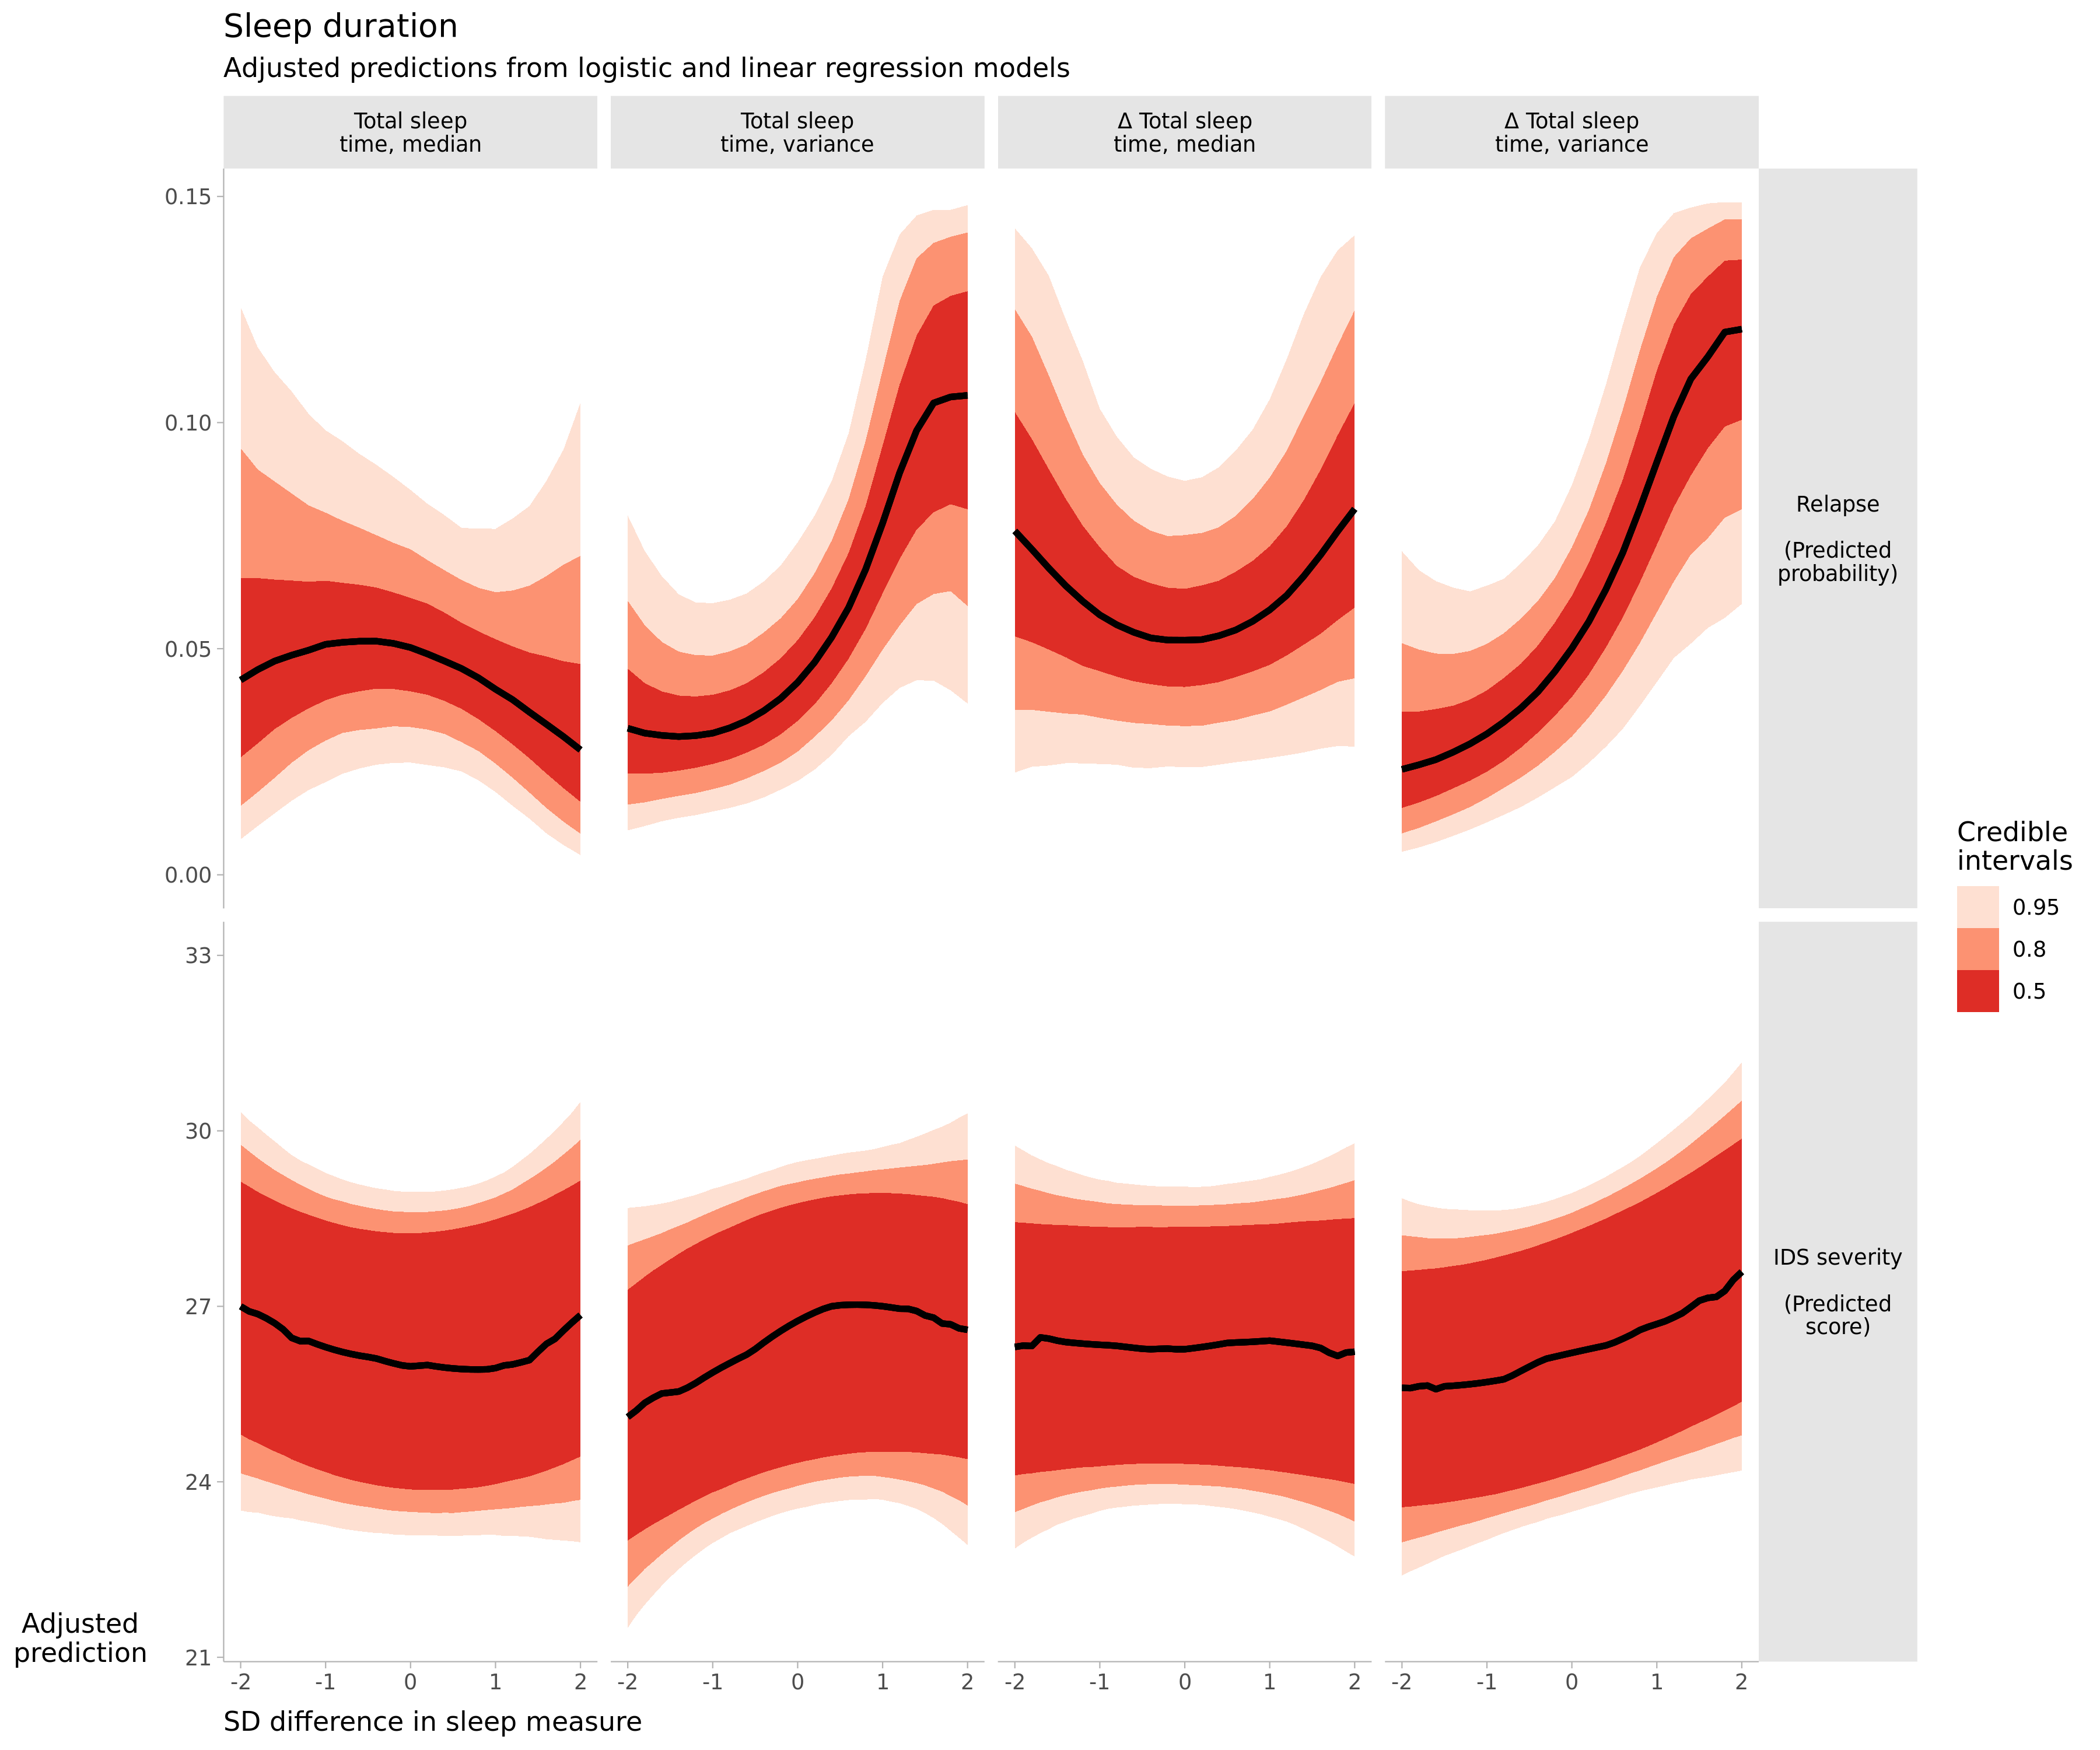 Sleep duration
Adjusted predictions from logistic and linear regression models
Total sleep
time, median
Total sleep
time, variance
Δ Total sleep
time, median
Δ Total sleep
time, variance
0.15
0.10
0.05
0.00
Relapse
(Predicted
probability)
33
30
27
24
21
IDS severity
(Predicted
score)
Credible
intervals
0.95
0.8
0.5
Adjusted
prediction
-2 -1 0 1 2
-2 -1 0 1 2
-2 -1 0 1 2
-2 -1 0 1 2
SD difference in sleep measure